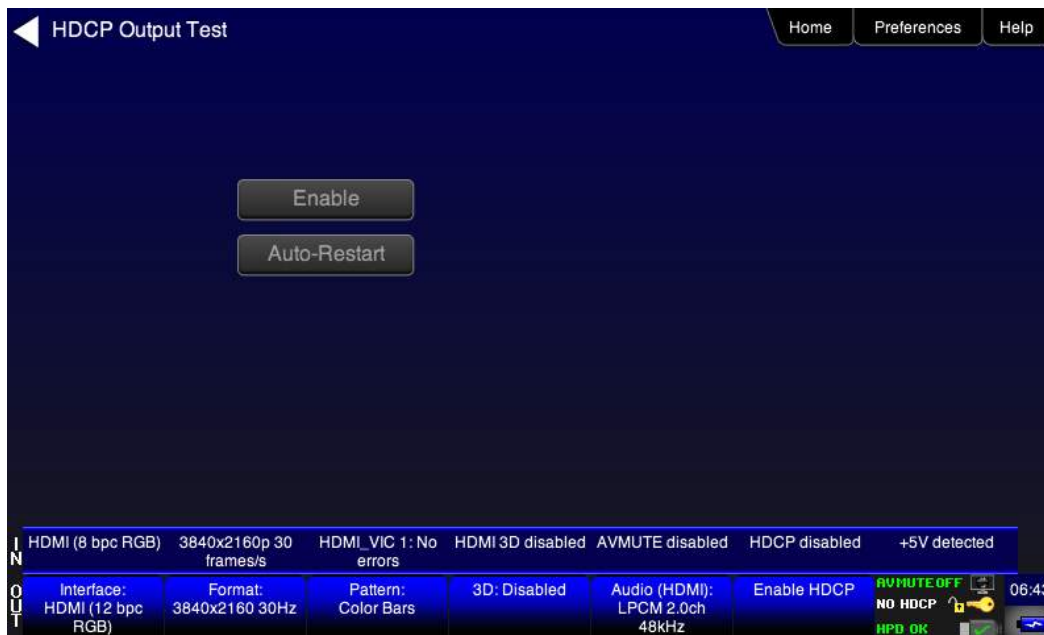 HDCP Output Test
Home
Preferences
Help
Enable
Auto-Restart
IN
HDMI (8 bpc RGB)
3840x2160p 30
frames/s
HDMI_VIC 1: No
errors
HDMI 3D disabled
AVMUTE disabled
HDCP disabled
+5V detected
OUT
Interface:
HDMI (12 bpc
RGB)
Format:
3840x2160 30Hz
Pattern:
Color Bars
3D: Disabled
Audio (HDMI):
LPCM 2.0ch
48kHz
Enable HDCP
AVMUTE OFF
NO HDCP
HPD OK
06:43